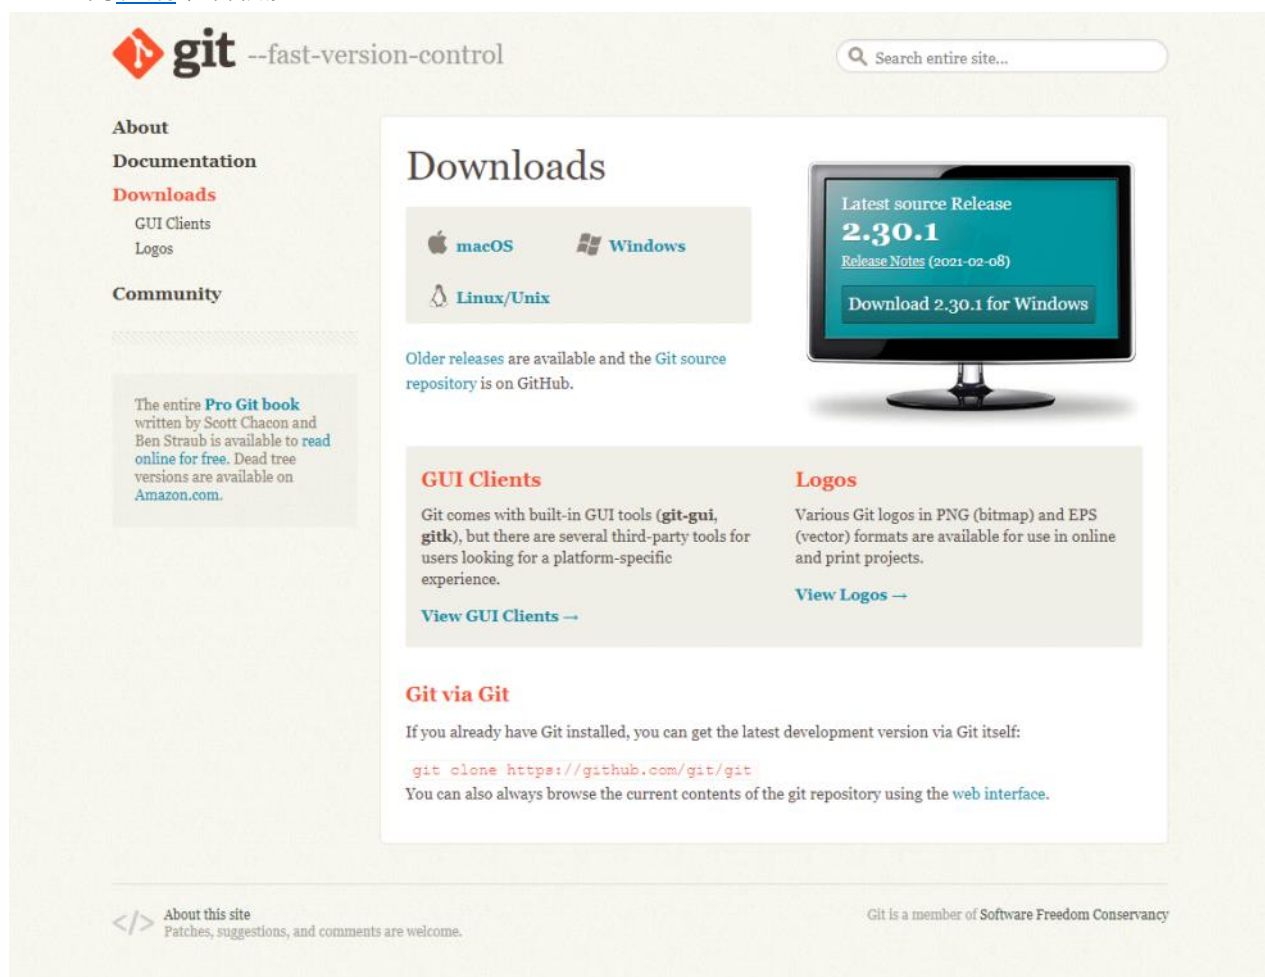 git --fast-version-control
Search entire site...
About
Documentation
Downloads
GUI Clients
Logos
Community
The entire Pro Git book
written by Scott Chacon and
Ben Straub is available to read
online for free. Dead tree
versions are available on
Amazon.com.
Downloads
macOS
Windows
Linux/Unix
Older releases are available and the Git source
repository is on GitHub.
Latest source Release
2.30.1
Release Notes (2021-02-08)
Download 2.30.1 for Windows
GUI Clients
Git comes with built-in GUI tools (git-gui,
gitk), but there are several third-party tools for
users looking for a platform-specific
experience.
View GUI Clients →
Logos
Various Git logos in PNG (bitmap) and EPS
(vector) formats are available for use in online
and print projects.
View Logos →
Git via Git
If you already have Git installed, you can get the latest development version via Git itself:
git clone https://github.com/git/git
You can also always browse the current contents of the git repository using the web interface.
</> About this site
Patches, suggestions, and comments are welcome.
Git is a member of Software Freedom Conservancy